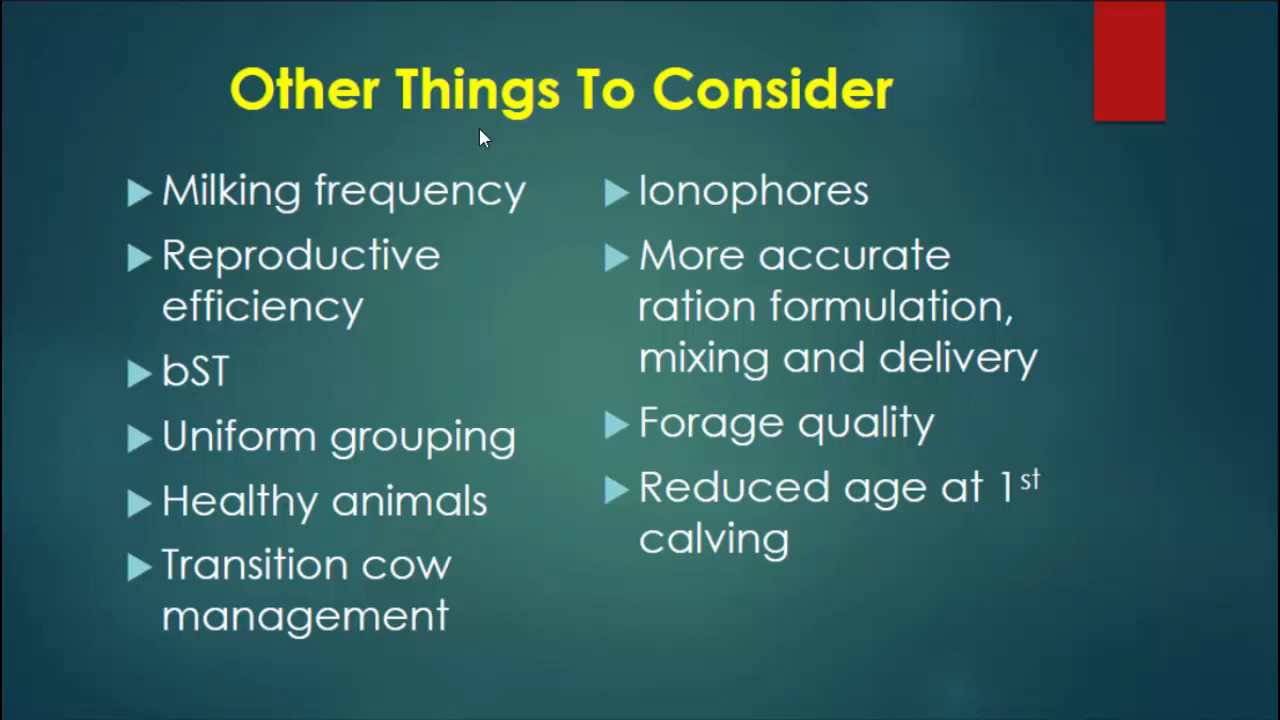 Other Things To Consider
Milking frequency
Reproductive
efficiency
bST
Uniform grouping
Healthy animals
Transition cow
management
Ionophores
More accurate
ration formulation,
mixing and delivery
Forage quality
Reduced age at 1st
calving